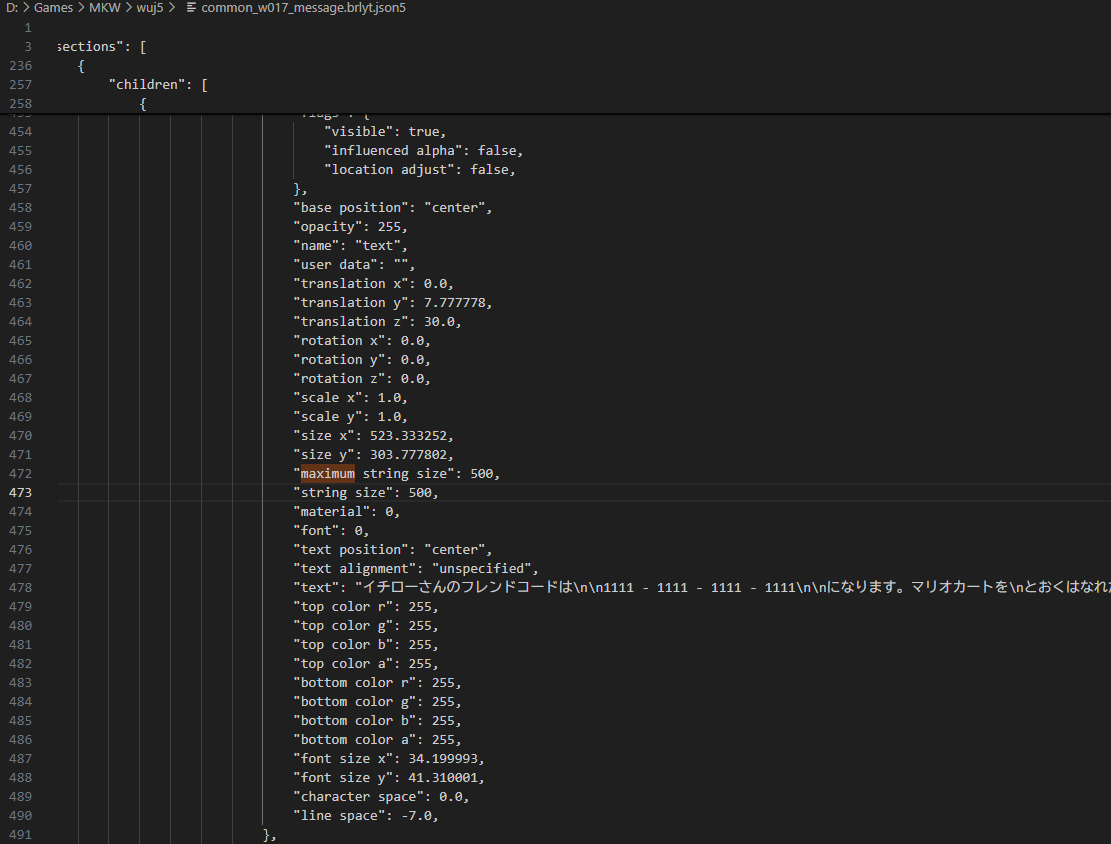 D: > Games > MKW > wuj5 > common_w017_message.brlyt.json5
1
3 sections": [
236 {
257 "children": [
258 {
454 "visible": true,
455 "influenced alpha": false,
456 "location adjust": false,
457 },
458 "base position": "center",
459 "opacity": 255,
460 "name": "text",
461 "user data": "",
462 "translation x": 0.0,
463 "translation y": 7.777778,
464 "translation z": 30.0,
465 "rotation x": 0.0,
466 "rotation y": 0.0,
467 "rotation z": 0.0,
468 "scale x": 1.0,
469 "scale y": 1.0,
470 "size x": 523.333252,
471 "size y": 303.777802,
472 "maximum string size": 500,
473 "string size": 500,
474 "material": 0,
475 "font": 0,
476 "text position": "center",
477 "text alignment": "unspecified",
478 "text": "イチローさんのフレンドコードは\n\n1111 - 1111 - 1111 - 1111\n\nになります。マリオカートを\nとおくはなれ
479 "top color r": 255,
480 "top color g": 255,
481 "top color b": 255,
482 "top color a": 255,
483 "bottom color r": 255,
484 "bottom color g": 255,
485 "bottom color b": 255,
486 "bottom color a": 255,
487 "font size x": 34.199993,
488 "font size y": 41.310001,
489 "character space": 0.0,
490 "line space": -7.0,
491 },